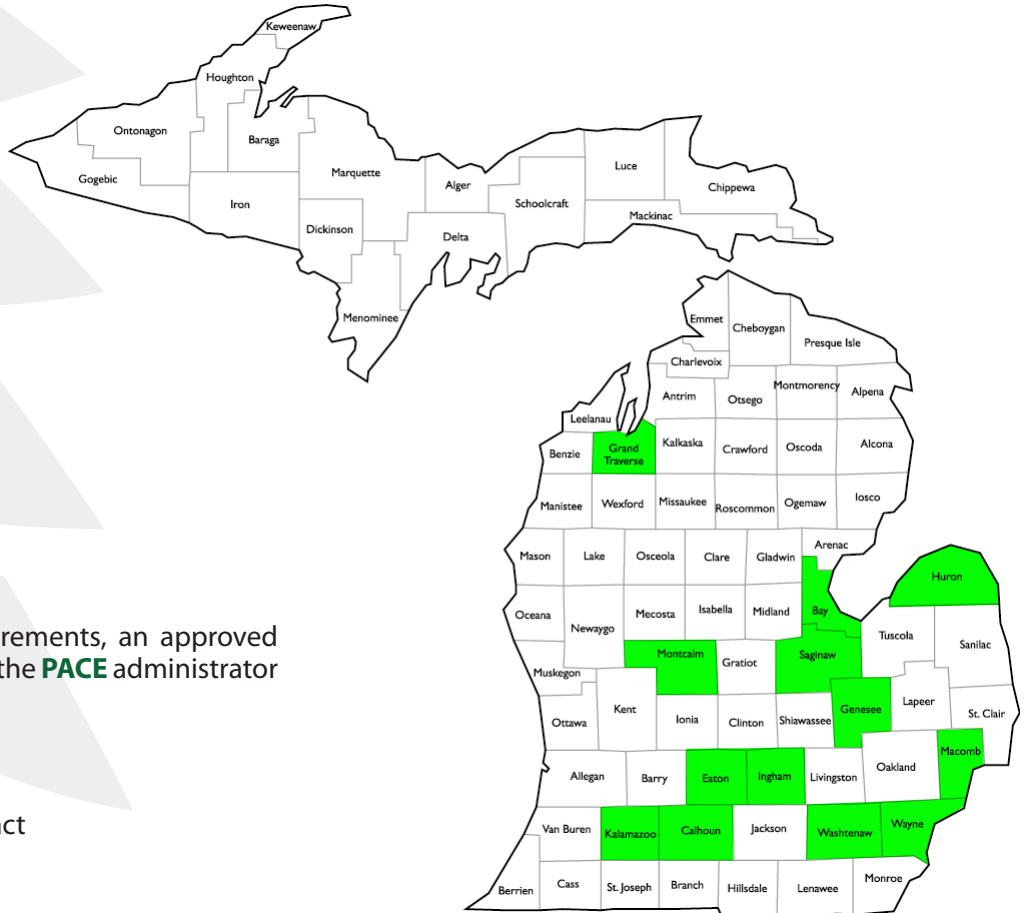 Keweenaw
Houghton
Ontonagon
Baraga
Gogebic
Marquette
Iron
Dickinson
Alger
Luce
Chippewa
Schoolcraft
Mackinac
Delta
Menominee
Emmet
Cheboygan
Presque Isle
Charlevoix
Antrim
Otsego
Montmorency
Alpena
Leelanau
Benzie
Grand
Traverse
Kalkaska
Crawford
Oscoda
Alcona
Manistee
Wexford
Missaukee
Roscommon
Ogemaw
Iosco
Mason
Lake
Osceola
Clare
Gladwin
Arenac
Huron
Oceana
Newaygo
Mecosta
Isabella
Midland
Bay
Tuscola
Sanilac
rements, an approved
the PACE administrator
Muskegon
Montcalm
Gratiot
Saginaw
Ottawa
Kent
Ionia
Clinton
Shiawassee
Genesee
Lapeer
St. Clair
Allegan
Barry
Eaton
Ingham
Livingston
Oakland
Macomb
act
Van Buren
Kalamazoo
Calhoun
Jackson
Washtenaw
Wayne
Berrien
Cass
St. Joseph
Branch
Hillsdale
Lenawee
Monroe